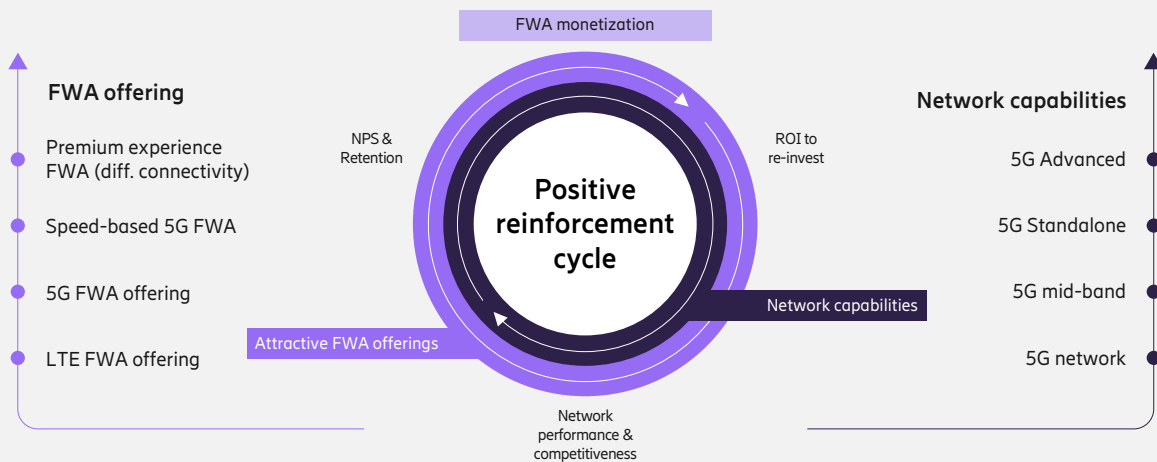 FWA monetization
FWA offering
Premium experience
FWA (diff. connectivity)
Speed-based 5G FWA
5G FWA offering
LTE FWA offering
NPS &
Retention
Attractive FWA offerings
Positive
reinforcement
cycle
ROI to
re-invest
Network capabilities
Network
performance &
competitiveness
Network capabilities
5G Advanced
5G Standalone
5G mid-band
5G network